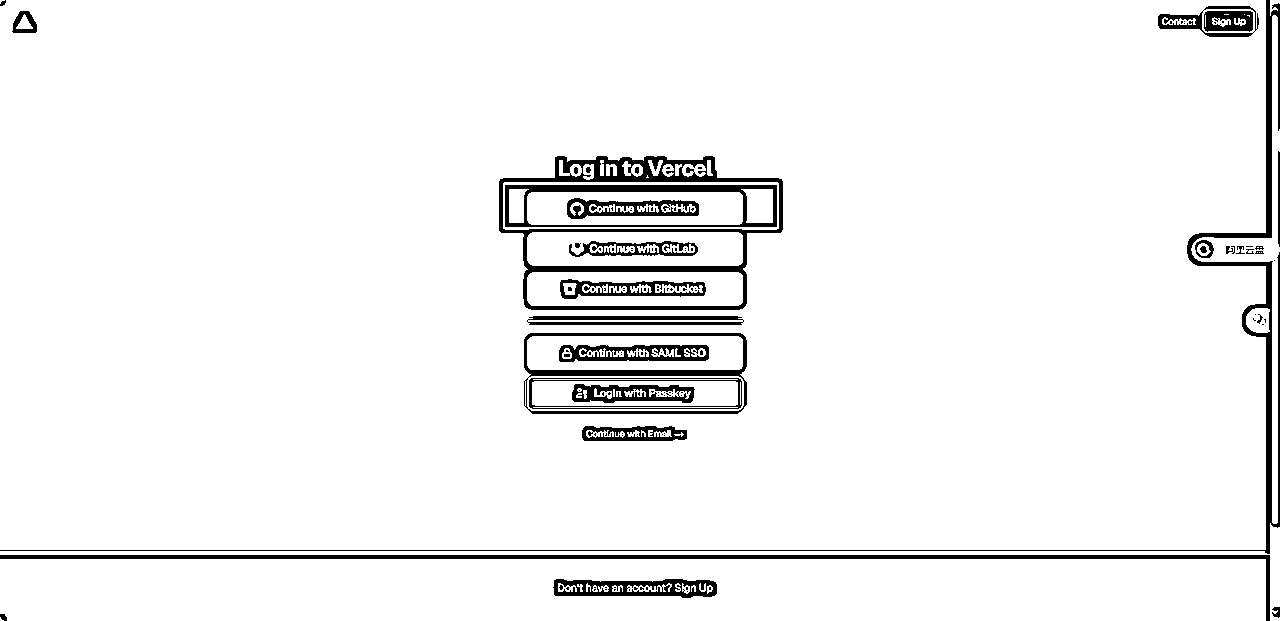 Contact
Sign Up
Log in to Vercel
Continue with GitHub
Continue with GitLab
Continue with Bitbucket
阿里云盘
Continue with SAML SSO
Login with Passkey
Continue with Email →
Don't have an account? Sign Up